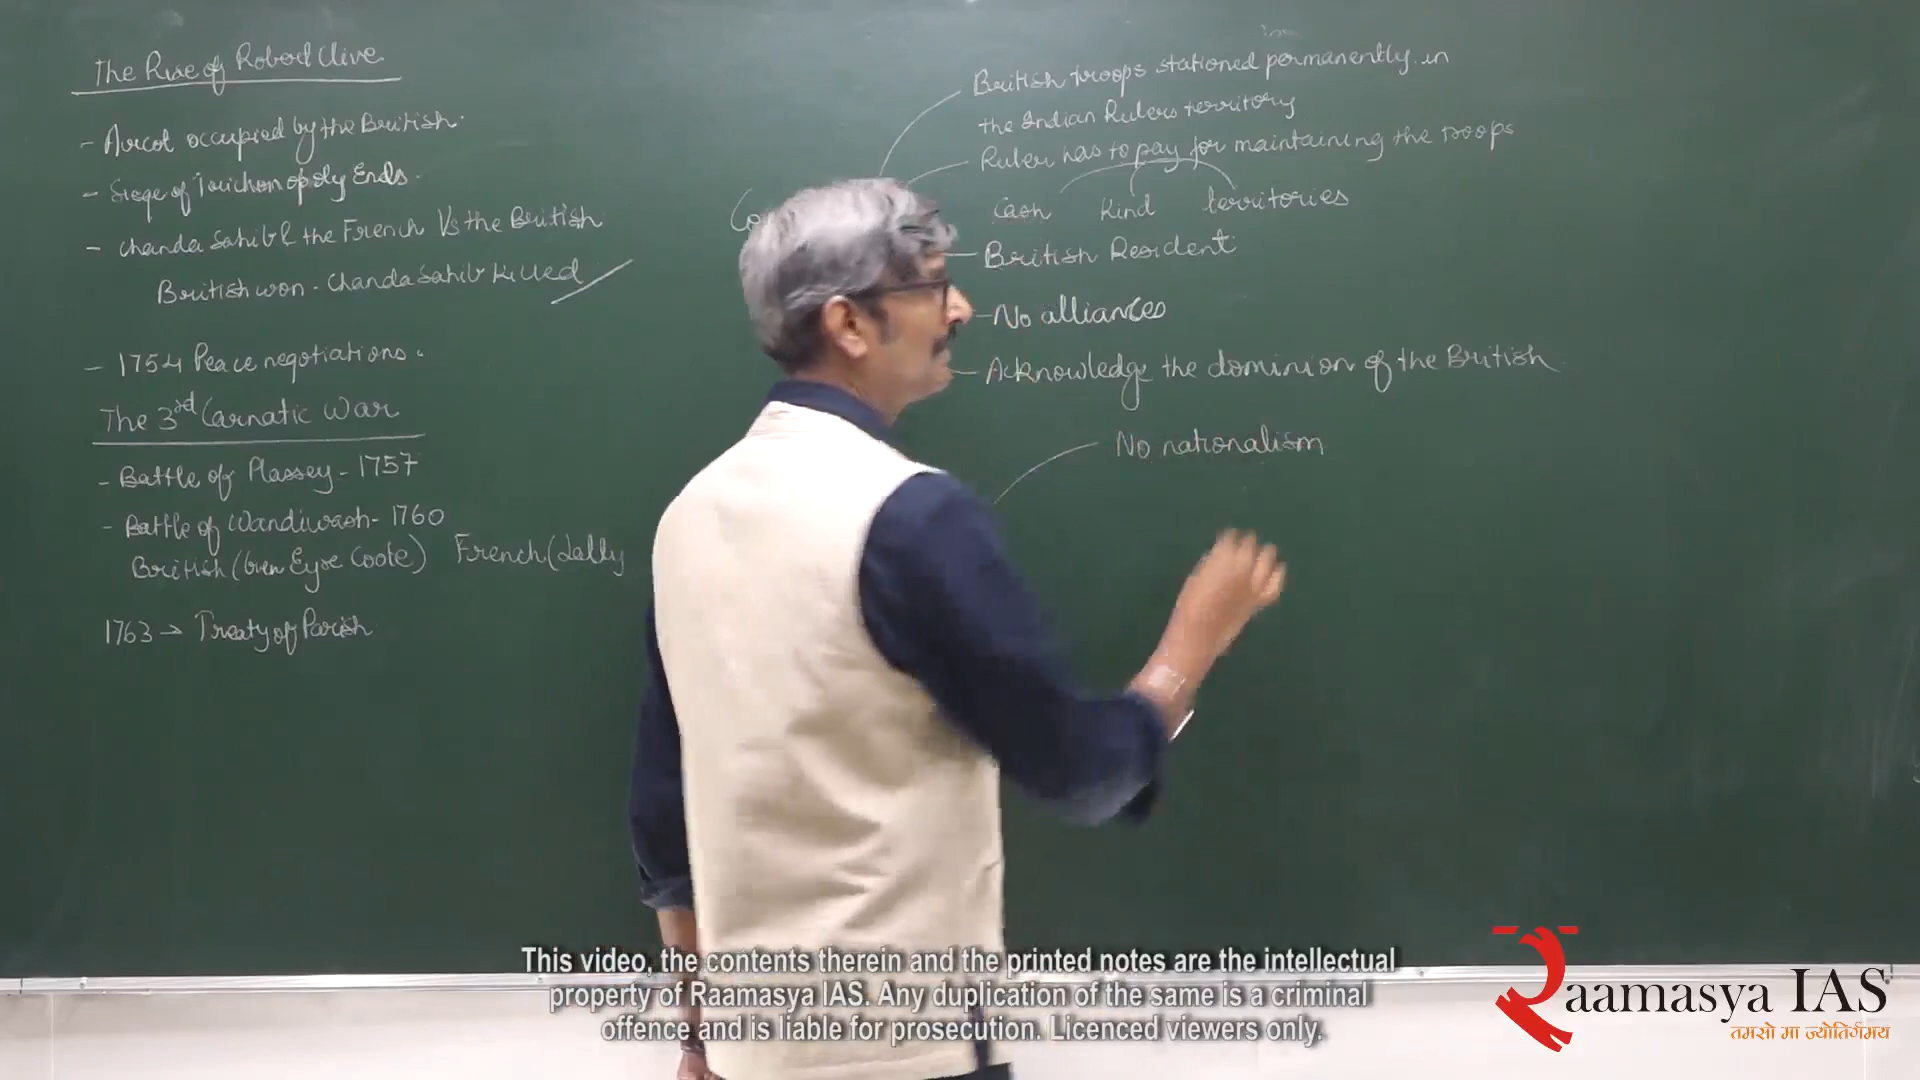 The Rise of Roberd Clive
- Arcot occupied by the British.
- Siege of Trichonopoly Ends.
- Chanda Sahib & the French Vs the British
British won - Chanda Sahib killed
- 1754 Peace negotiations.
The 3rd Carnatic War
- Battle of Plassey - 1757
- Battle of Wandiwash - 1760
British (Gen Eyre Coote) French (Lally
1763 → Treaty of Parish
British troops stationed permanently in
the Indian Rulers territory
Ruler has to pay for maintaining the troops
Cash Kind territories
British Resident
- No alliances
- Acknowledge the dominion of the British
No nationalism
This video, the contents therein and the printed notes are the intellectual
property of Raamasya IAS. Any duplication of the same is a criminal
offence and is liable for prosecution. Licenced viewers only.
Raamasya IAS
तमसो मा ज्योतिर्गमय